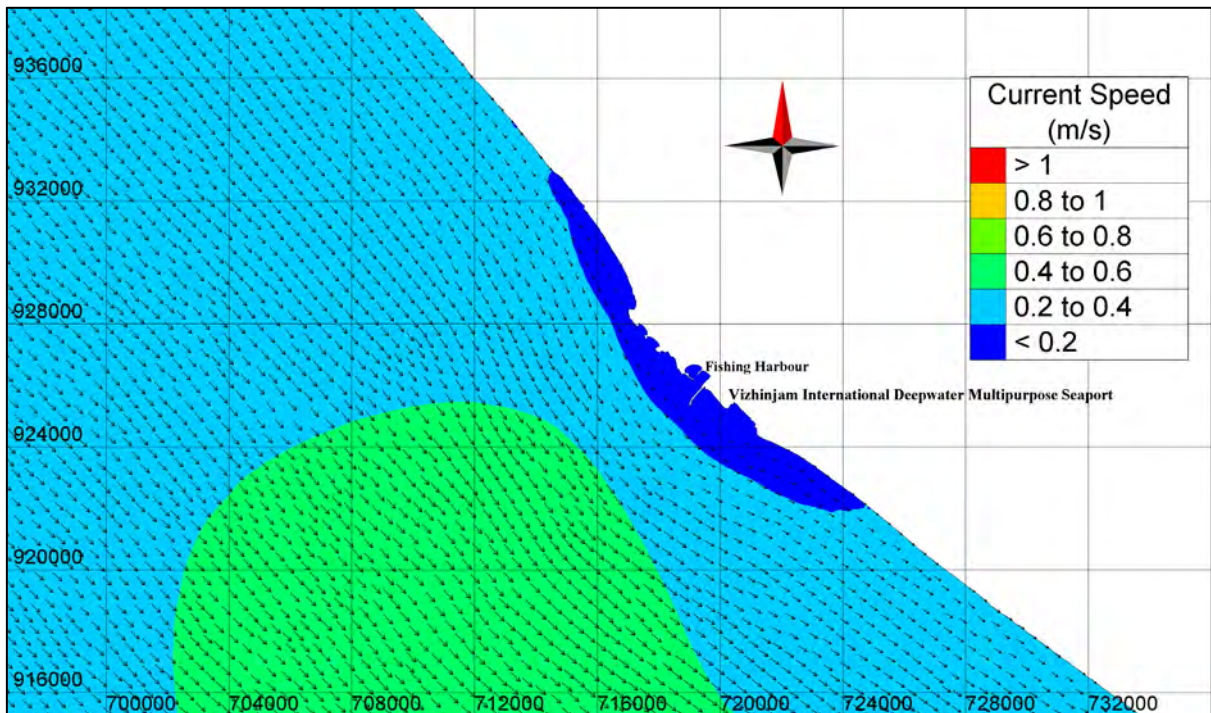 936000
Current Speed
(m/s)
> 1
0.8 to 1
932000
0.6 to 0.8
0.4 to 0.6
0.2 to 0.4
928000
< 0.2
Fishing Harbour
Vizhinjam International Deepwater Multipurpose Seaport
924000
920000
916000
700000 704000 708000 712000 716000 720000 724000 728000 732000